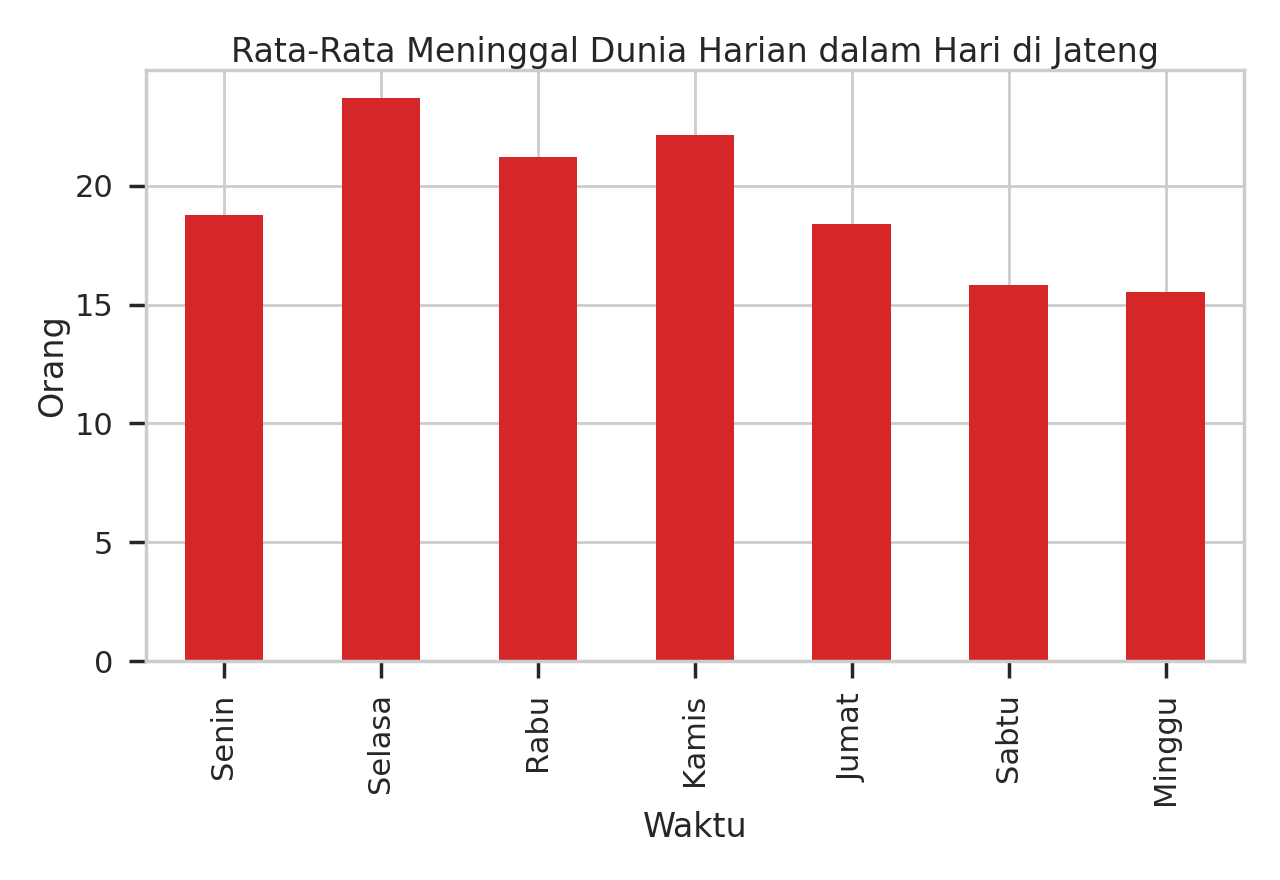 Rata-Rata Meninggal Dunia Harian dalam Hari di Jateng
Orang
20
15
10
5
0
Senin
Selasa
Rabu
Kamis
Jumat
Sabtu
Minggu
Waktu